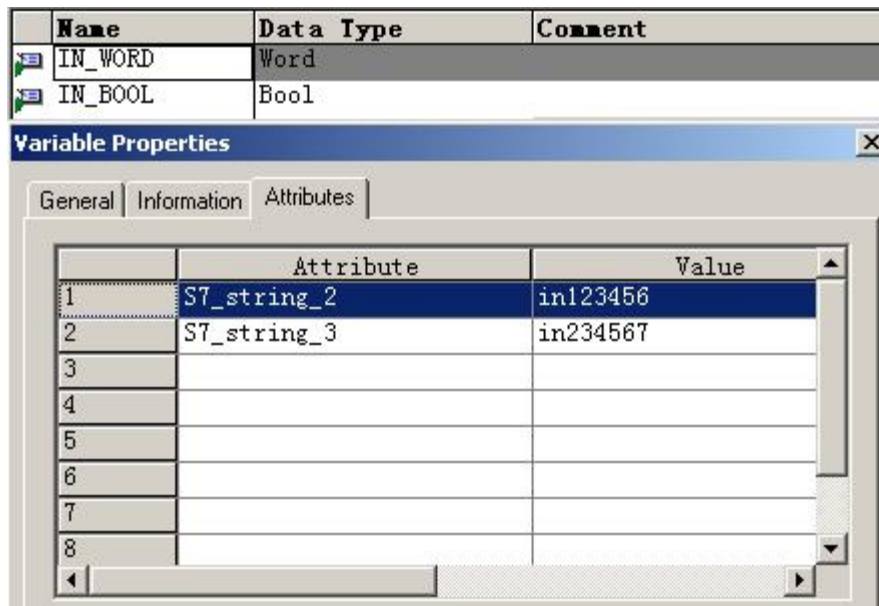 Name Data Type Comment
IN_WORD Word
IN_BOOL Bool
Variable Properties
General Information Attributes
Attribute Value
1 S7_string_2 in123456
2 S7_string_3 in234567
3
4
5
6
7
8